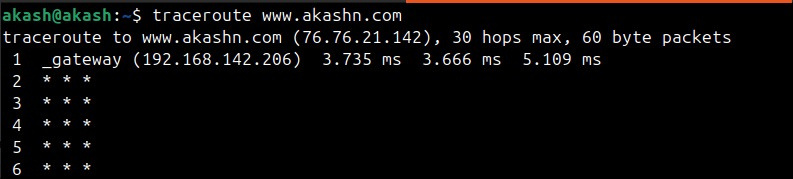 akash@akash:~$ traceroute www.akashn.com
traceroute to www.akashn.com (76.76.21.142), 30 hops max, 60 byte packets
1 _gateway (192.168.142.206) 3.735 ms 3.666 ms 5.109 ms
2 * * *
3 * * *
4 * * *
5 * * *
6 * * *